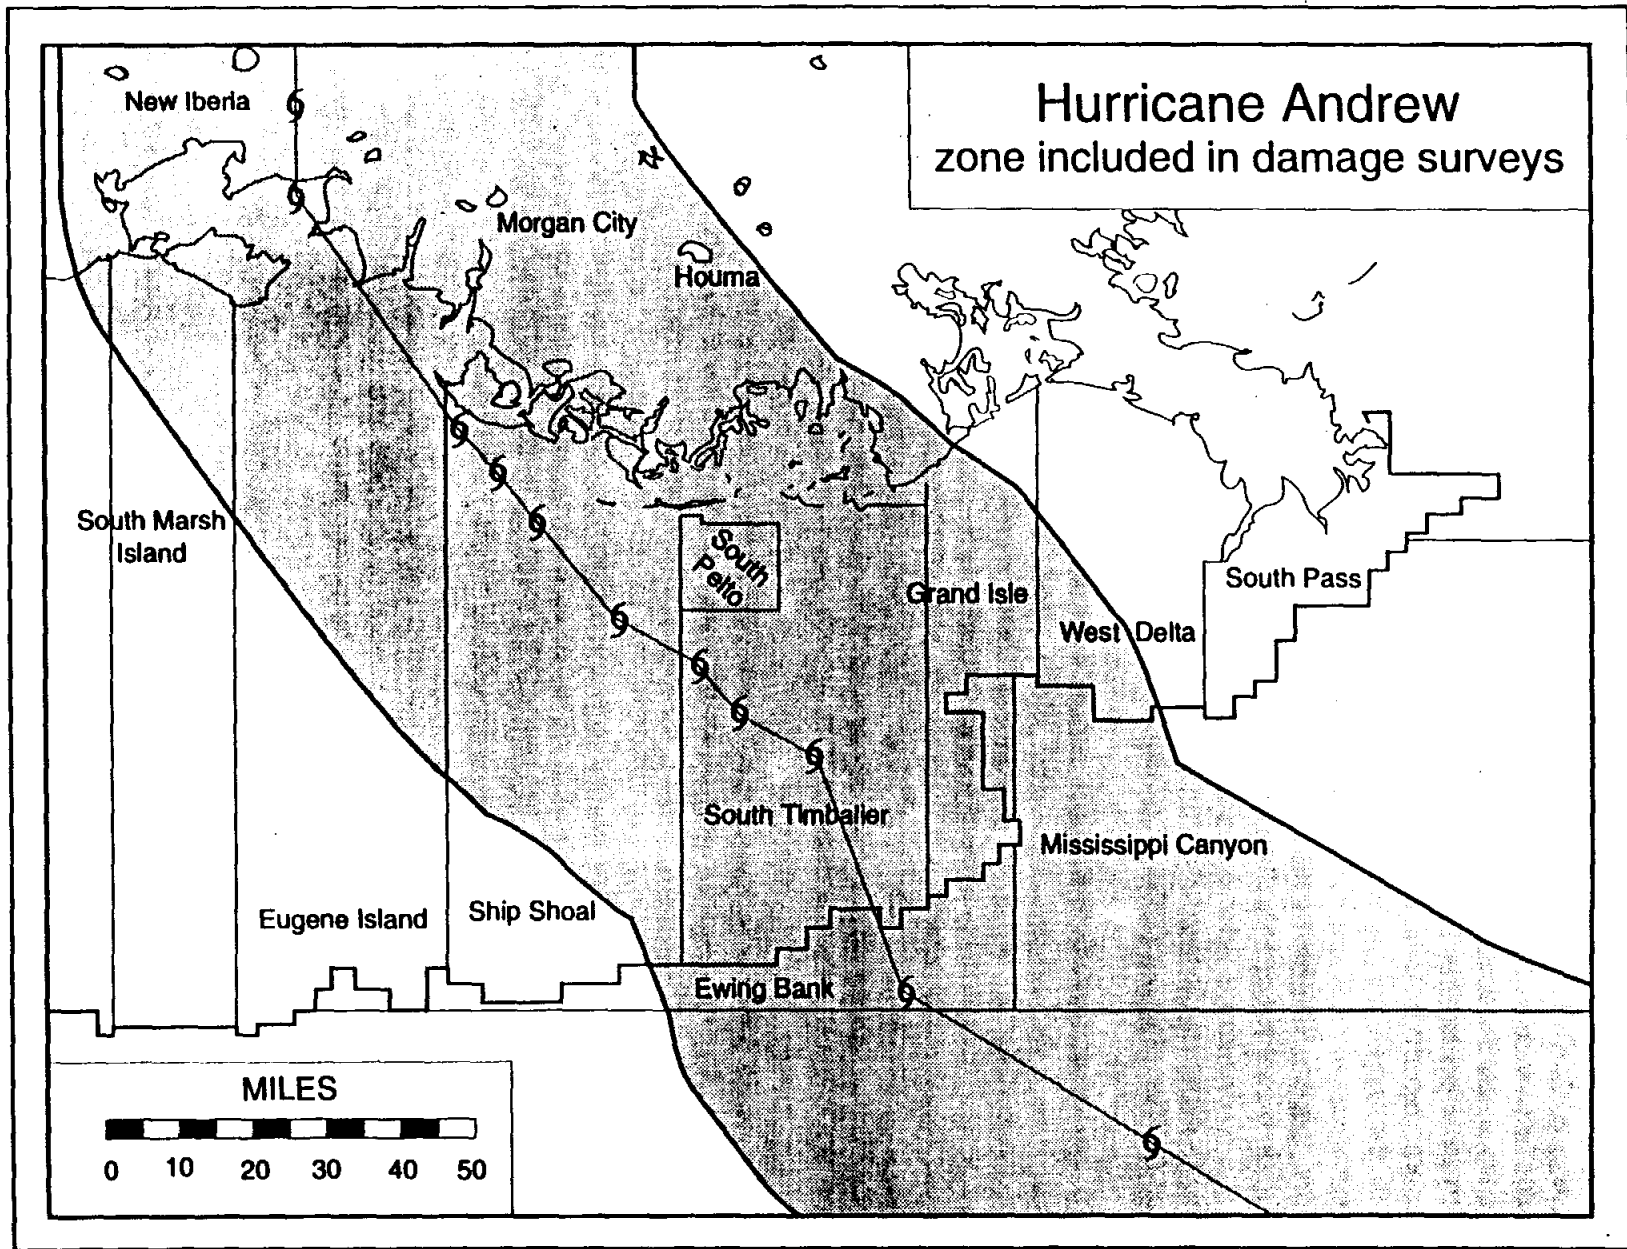 Hurricane Andrew
zone included in damage surveys
New Iberia
Morgan City
Houma
South Marsh
Island
South
Pelto
Grand Isle
South Pass
West Delta
South Timbalier
Mississippi Canyon
Eugene Island
Ship Shoal
Ewing Bank
MILES
0 10 20 30 40 50